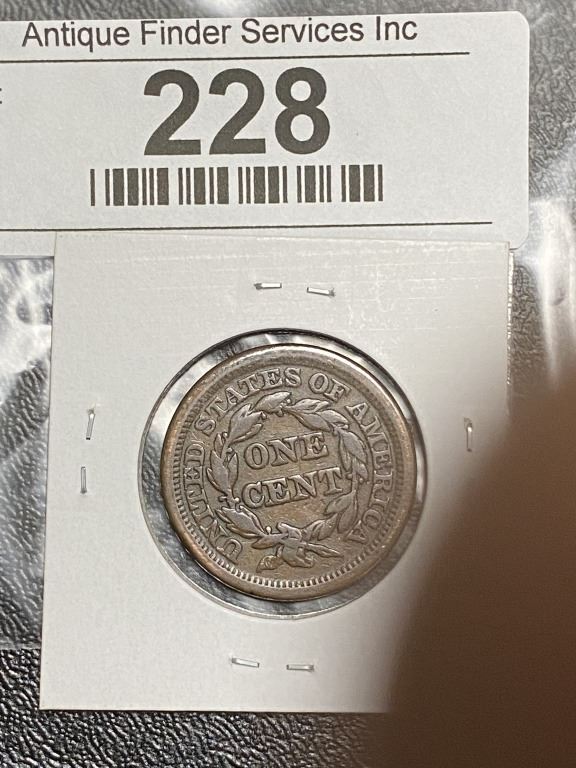 Antique Finder Services Inc
228
UNITED STATES OF AMERICA
ONE
CENT